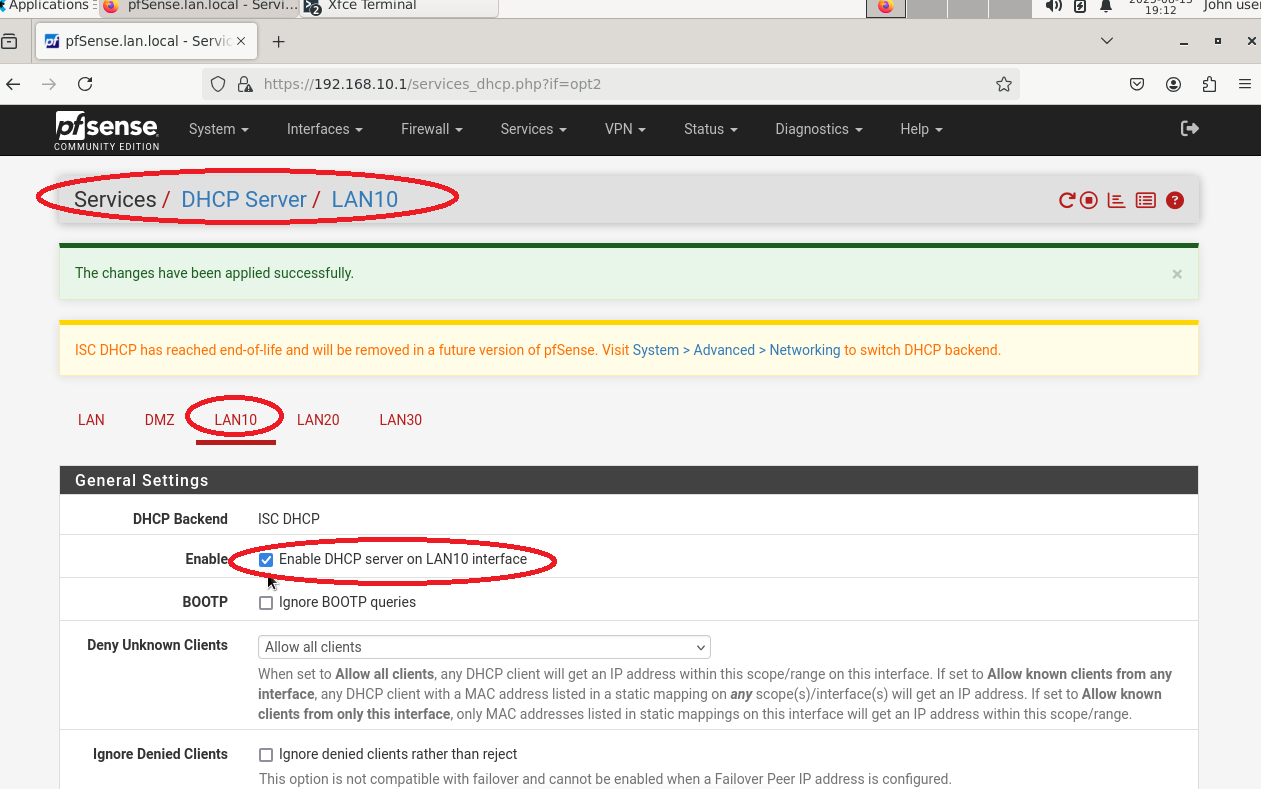 Applications
pfSense.lan.local - Servi...
Xfce Terminal
19:12
John user
pfSense.lan.local - Servic
https://192.168.10.1/services_dhcp.php?if=opt2
pfsense
COMMUNITY EDITION
System
Interfaces
Firewall
Services
VPN
Status
Diagnostics
Help
Services / DHCP Server / LAN10
The changes have been applied successfully.
×
ISC DHCP has reached end-of-life and will be removed in a future version of pfSense. Visit System > Advanced > Networking to switch DHCP backend.
LAN
DMZ
LAN10
LAN20
LAN30
General Settings
DHCP Backend
ISC DHCP
Enable
Enable DHCP server on LAN10 interface
BOOTP
Ignore BOOTP queries
Deny Unknown Clients
Allow all clients
When set to Allow all clients, any DHCP client will get an IP address within this scope/range on this interface. If set to Allow known clients from any
interface, any DHCP client with a MAC address listed in a static mapping on any scope(s)/interface(s) will get an IP address. If set to Allow known
clients from only this interface, only MAC addresses listed in static mappings on this interface will get an IP address within this scope/range.
Ignore Denied Clients
Ignore denied clients rather than reject
This option is not compatible with failover and cannot be enabled when a Failover Peer IP address is configured.